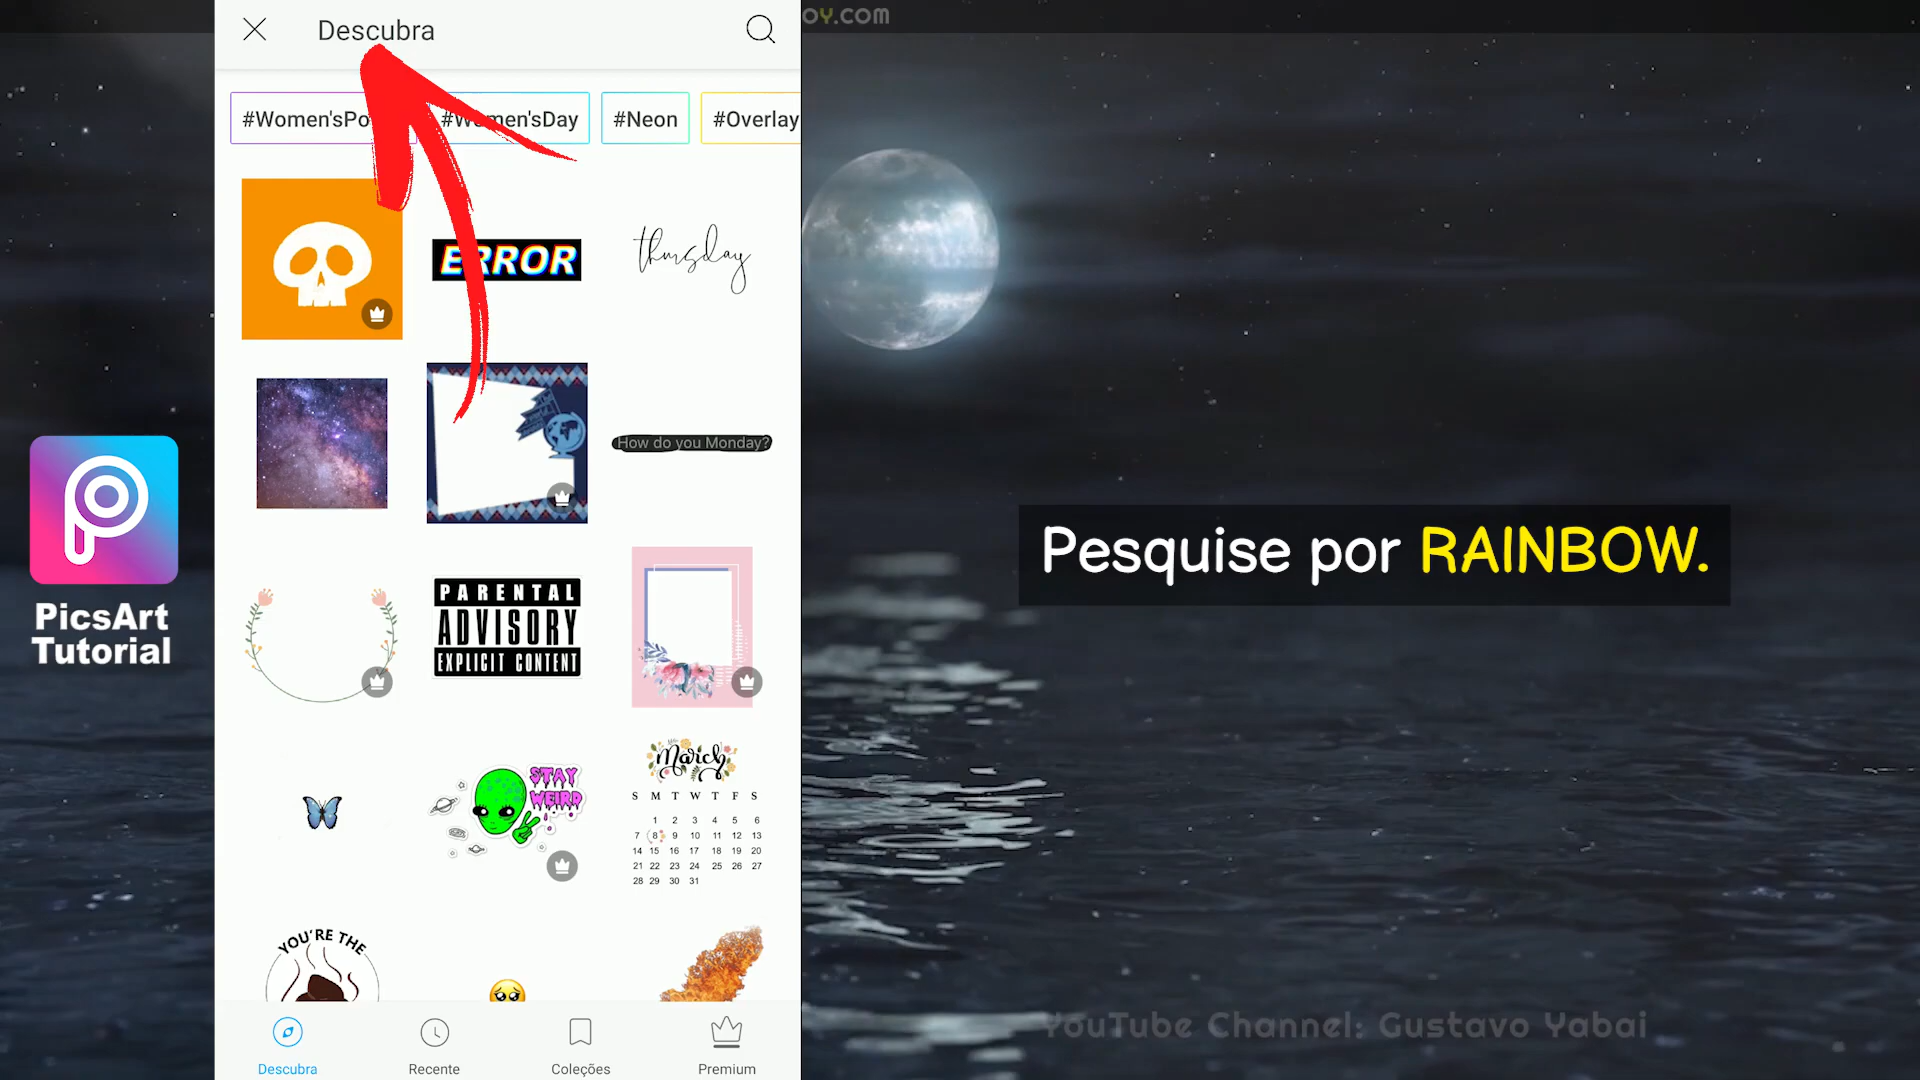 OY.com
Descubra
#Women'sPo
#Women'sDay
#Neon
#Overlay
ERROR
thursday
How do you Monday?
PARENTAL
ADVISORY
EXPLICIT CONTENT
STAY
WEIRD
March
S M T W T F S
1 2 3 4 5 6
7 8 9 10 11 12 13
14 15 16 17 18 19 20
21 22 23 24 25 26 27
28 29 30 31
YOU'RE THE
Descubra
Recente
Coleções
Premium
PicsArt
Tutorial
Pesquise por RAINBOW.
YouTube Channel: Gustavo Yabai